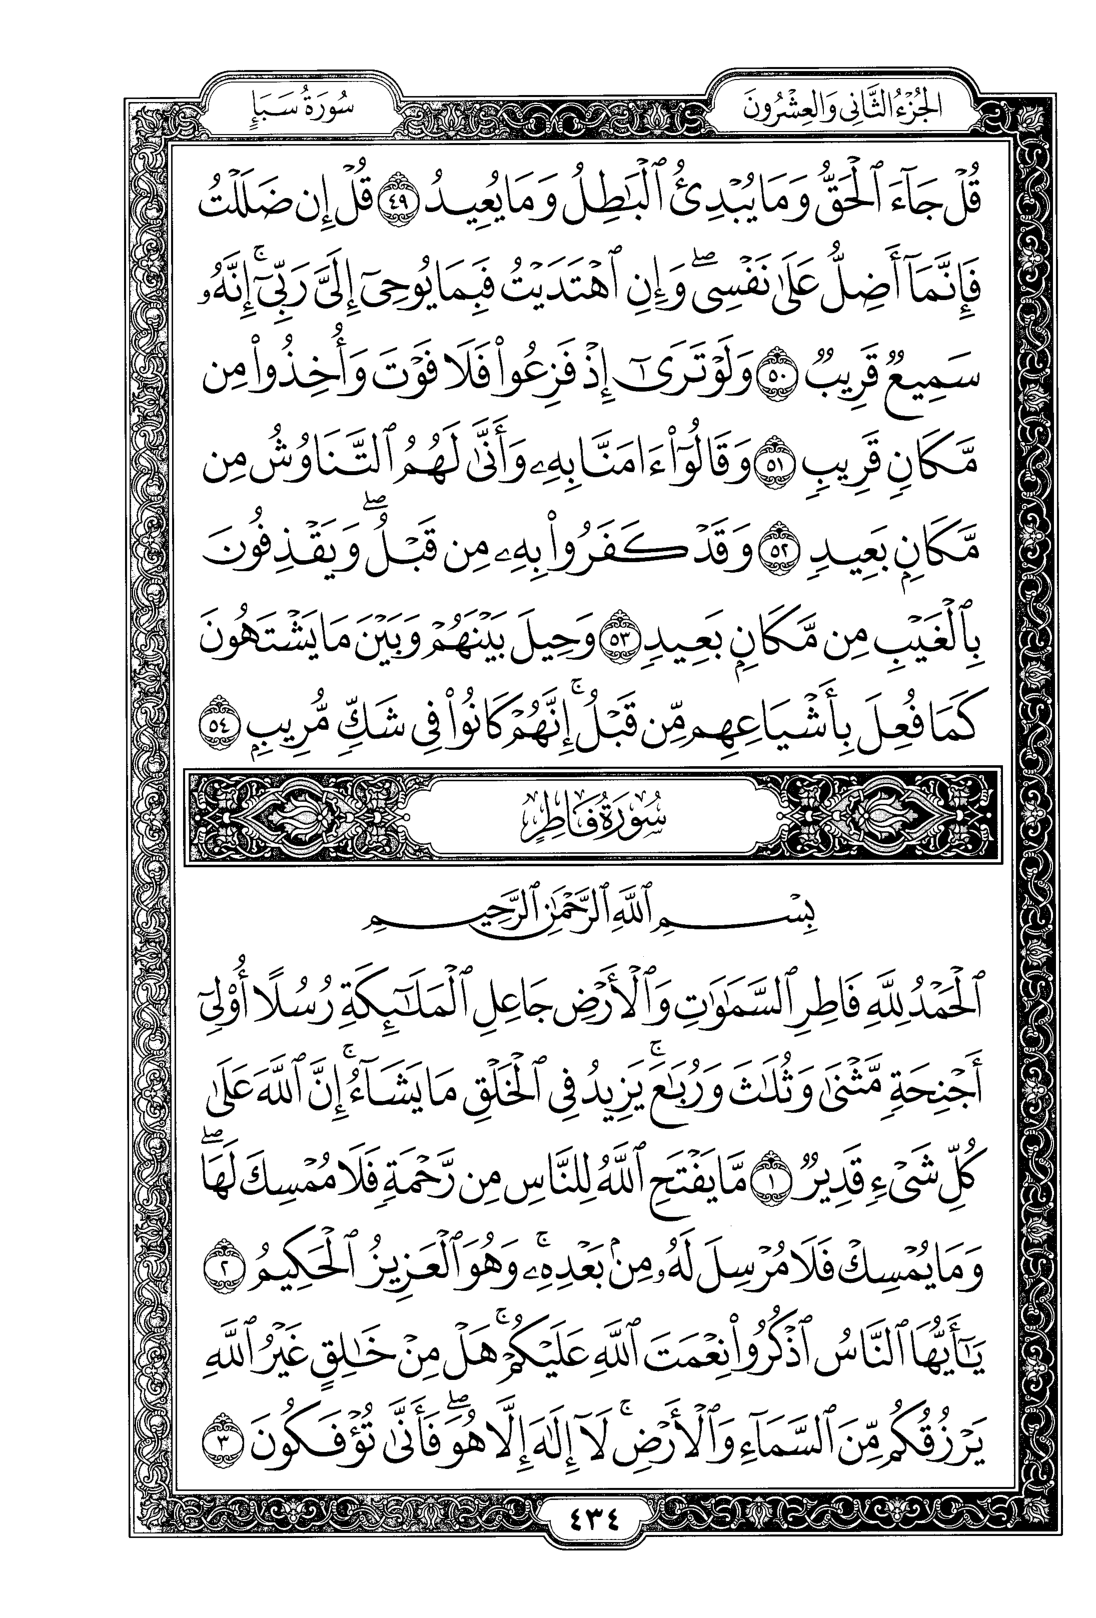 الجُزْءُ الثَّانِي وَالعِشْرُونَ
سُورَةُ سَبَإٍ
قُلْ جَآءَ ٱلْحَقُّ وَمَا يُبْدِئُ ٱلْبَٰطِلُ وَمَا يُعِيدُ ٤٩ قُلْ إِن ضَلَلْتُ
فَإِنَّمَآ أَضِلُّ عَلَىٰ نَفْسِىۖ وَإِنِ ٱهْتَدَيْتُ فَبِمَا يُوحِىٓ إِلَىَّ رَبِّىٓۚ إِنَّهُۥ
سَمِيعٌ قَرِيبٌ ٥٠ وَلَوْ تَرَىٰٓ إِذْ فَزِعُوا۟ فَلَا فَوْتَ وَأُخِذُوا۟ مِن
مَّكَانٍ قَرِيبٍ ٥١ وَقَالُوٓا۟ ءَامَنَّا بِهِۦ وَأَنَّىٰ لَهُمُ ٱلتَّنَاوُشُ مِن
مَّكَانٍۭ بَعِيدٍ ٥٢ وَقَدْ كَفَرُوا۟ بِهِۦ مِن قَبْلُۖ وَيَقْذِفُونَ
بِٱلْغَيْبِ مِن مَّكَانٍۭ بَعِيدٍ ٥٣ وَحِيلَ بَيْنَهُمْ وَبَيْنَ مَا يَشْتَهُونَ
كَمَا فُعِلَ بِأَشْيَاعِهِم مِّن قَبْلُۚ إِنَّهُمْ كَانُوا۟ فِى شَكٍّ مُّرِيبٍۭ ٥٤
سُورَةُ فَاطِرٍ
بِسْمِ ٱللَّهِ ٱلرَّحْمَٰنِ ٱلرَّحِيمِ
ٱلْحَمْدُ لِلَّهِ فَاطِرِ ٱلسَّمَٰوَٰتِ وَٱلْأَرْضِ جَاعِلِ ٱلْمَلَٰٓئِكَةِ رُسُلًا أُو۟لِىٓ
أَجْنِحَةٍ مَّثْنَىٰ وَثُلَٰثَ وَرُبَٰعَۚ يَزِيدُ فِى ٱلْخَلْقِ مَا يَشَآءُۚ إِنَّ ٱللَّهَ عَلَىٰ
كُلِّ شَىْءٍ قَدِيرٌ ١ مَّا يَفْتَحِ ٱللَّهُ لِلنَّاسِ مِن رَّحْمَةٍ فَلَا مُمْسِكَ لَهَاۖ
وَمَا يُمْسِكْ فَلَا مُرْسِلَ لَهُۥ مِنۢ بَعْدِهِۦۚ وَهُوَ ٱلْعَزِيزُ ٱلْحَكِيمُ ٢
يَٰٓأَيُّهَا ٱلنَّاسُ ٱذْكُرُوا۟ نِعْمَتَ ٱللَّهِ عَلَيْكُمْۚ هَلْ مِنْ خَٰلِقٍ غَيْرُ ٱللَّهِ
يَرْزُقُكُم مِّنَ ٱلسَّمَآءِ وَٱلْأَرْضِۚ لَآ إِلَٰهَ إِلَّا هُوَۖ فَأَنَّىٰ تُؤْفَكُونَ ٣
٤٣٤